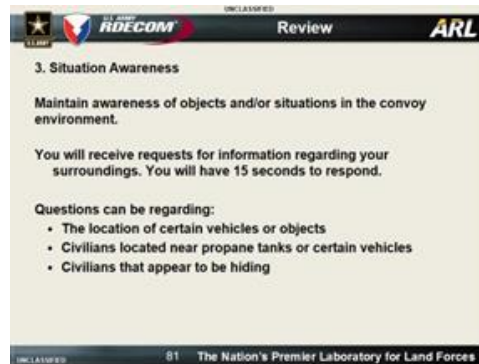 UNCLASSIFIED
U.S. ARMY
RDECOM
Review
ARL
U.S. ARMY
3. Situation Awareness
Maintain awareness of objects and/or situations in the convoy
environment.
You will receive requests for information regarding your
surroundings. You will have 15 seconds to respond.
Questions can be regarding:
• The location of certain vehicles or objects
• Civilians located near propane tanks or certain vehicles
• Civilians that appear to be hiding
UNCLASSIFIED
81
The Nation's Premier Laboratory for Land Forces